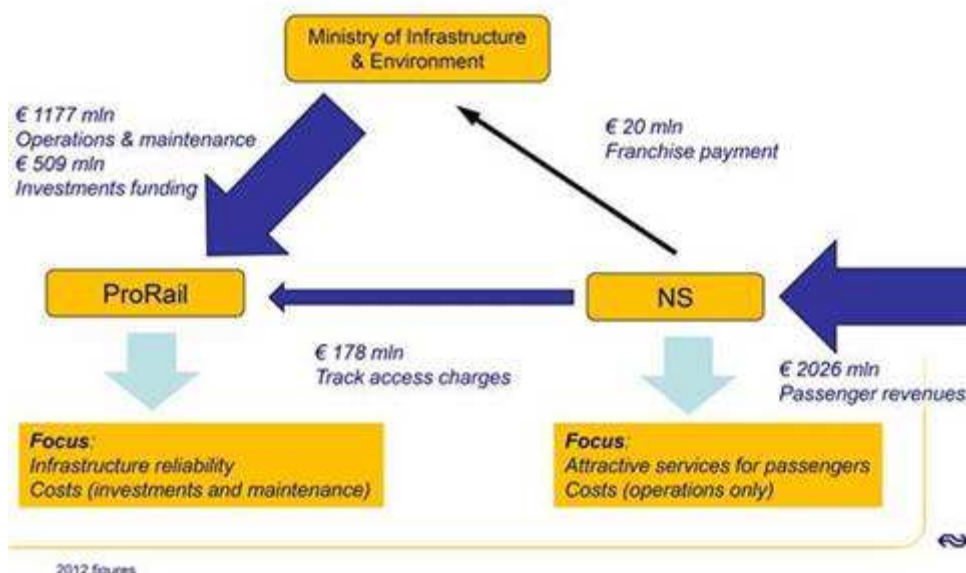 Ministry of Infrastructure
& Environment
€ 1177 mln
Operations & maintenance
€ 509 mln
Investments funding
€ 20 mln
Franchise payment
ProRail
NS
€ 178 mln
Track access charges
€ 2026 mln
Passenger revenues
Focus:
Infrastructure reliability
Costs (investments and maintenance)
Focus:
Attractive services for passengers
Costs (operations only)
2012 figures